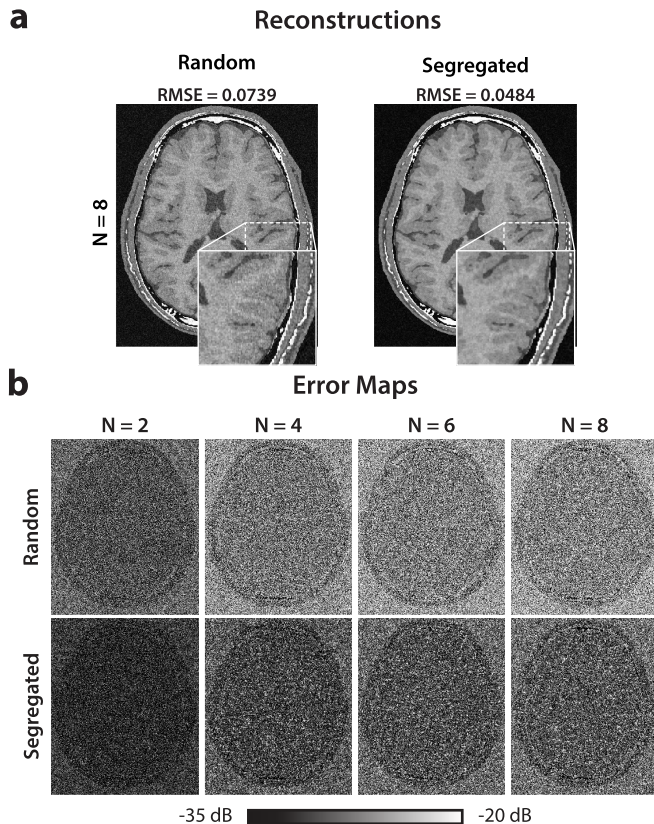 a
Reconstructions
Random
Segregated
RMSE = 0.0739
RMSE = 0.0484
N = 8
b
Error Maps
N = 2
N = 4
N = 6
N = 8
Random
Segregated
-35 dB
-20 dB